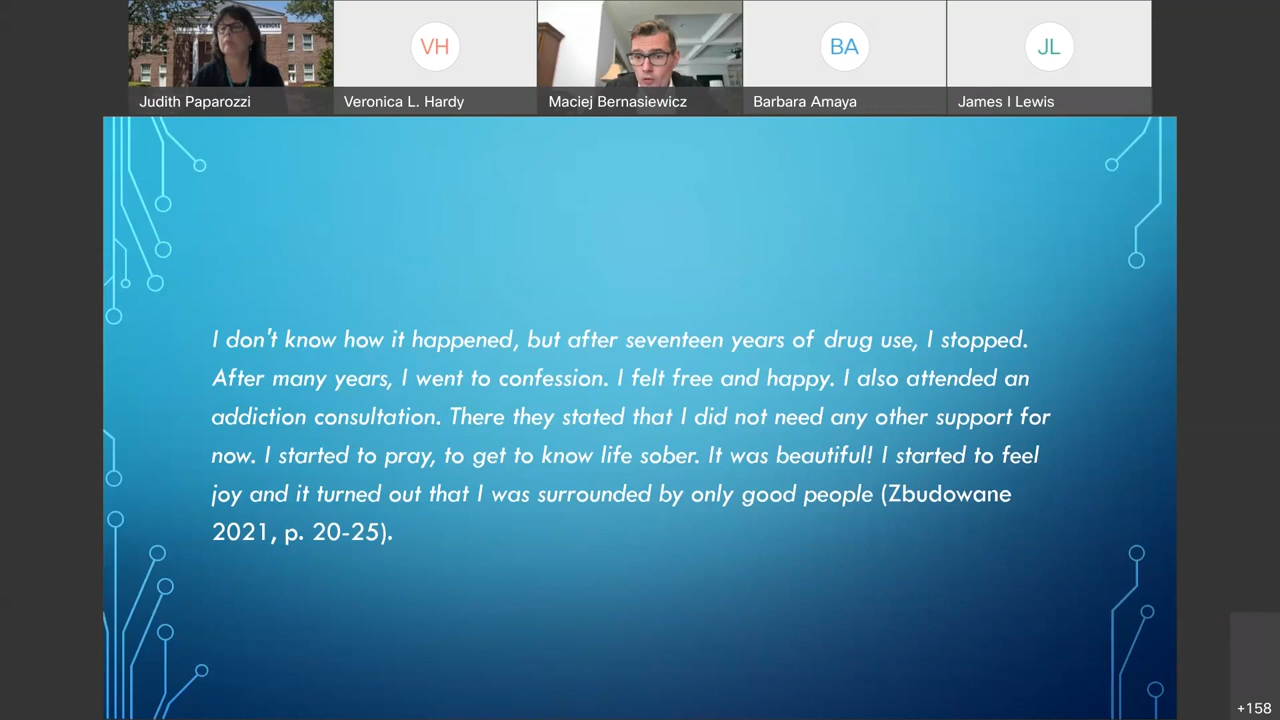 Judith Paparozzi
VH
Veronica L. Hardy
Maciej Bernasiewicz
BA
Barbara Amaya
JL
James I Lewis
I don't know how it happened, but after seventeen years of drug use, I stopped.
After many years, I went to confession. I felt free and happy. I also attended an
addiction consultation. There they stated that I did not need any other support for
now. I started to pray, to get to know life sober. It was beautiful! I started to feel
joy and it turned out that I was surrounded by only good people (Zbudowane
2021, p. 20-25).
+158